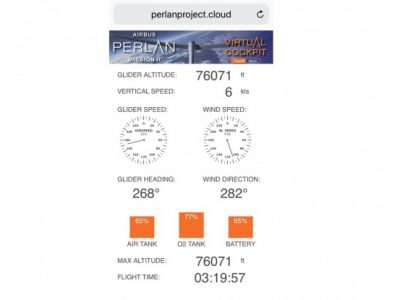 perlanproject.cloud
AIRBUS
PERLAN
MISSION II
VIRTUAL
COCKPIT
GLIDER ALTITUDE: 76071 ft
VERTICAL SPEED: 6 kts
GLIDER SPEED: WIND SPEED:
GLIDER HEADING: WIND DIRECTION:
268° 282°
65% 77% 65%
AIR TANK O2 TANK BATTERY
MAX ALTITUDE: 76071 ft
FLIGHT TIME: 03:19:57